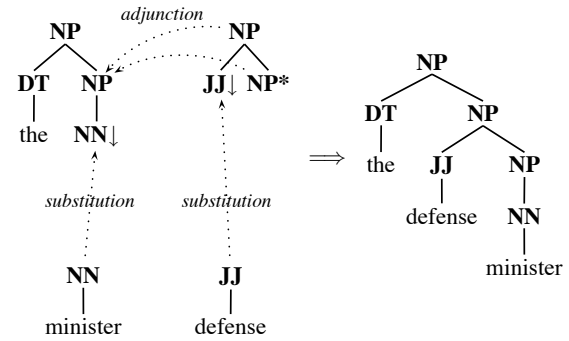 adjunction
NP NP
DT NP JJ↓ NP*
the NN↓
substitution substitution
NN JJ
minister defense
⟹
NP
DT NP
the JJ NP
defense NN
minister